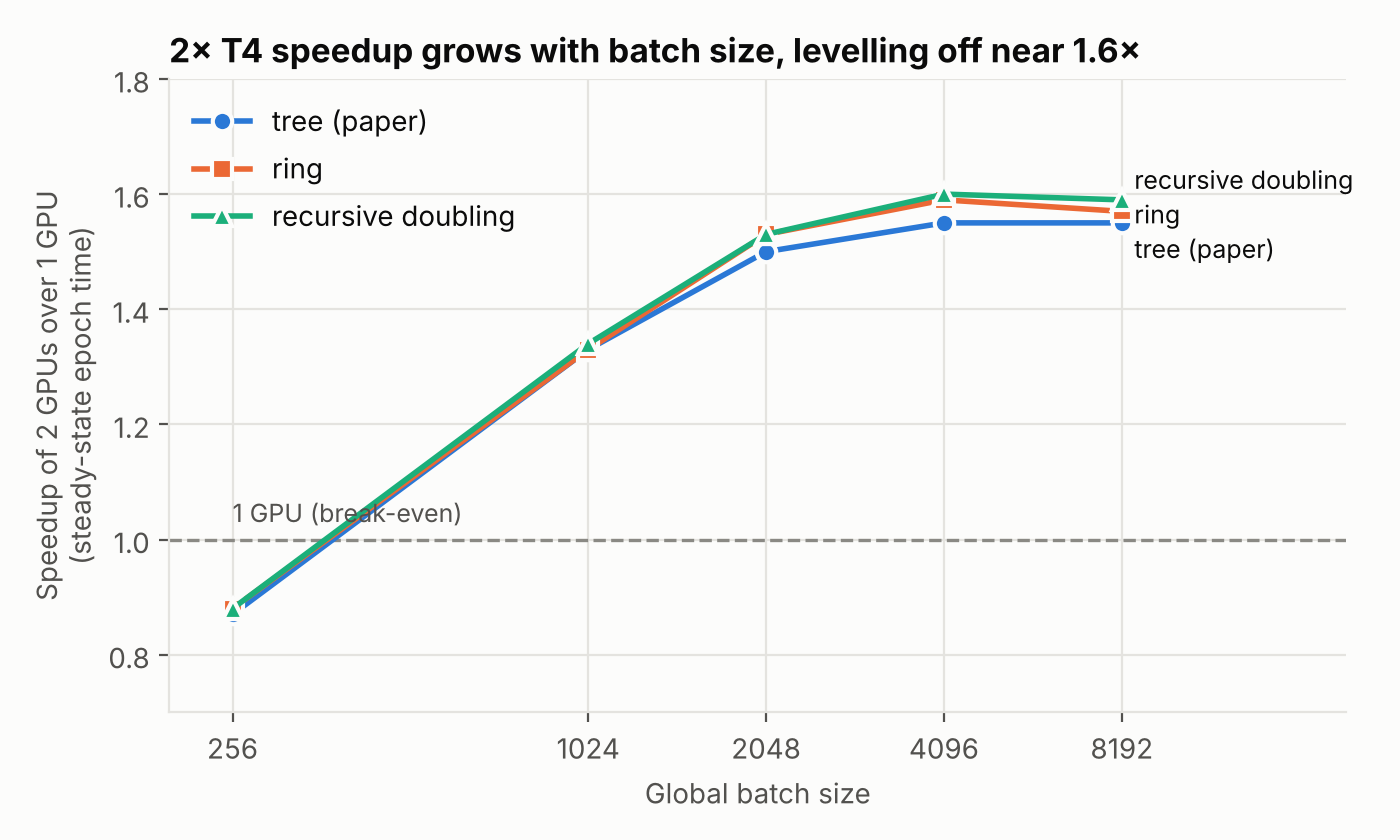 2× T4 speedup grows with batch size, levelling off near 1.6×
Speedup of 2 GPUs over 1 GPU
(steady-state epoch time)
1.8
1.6
1.4
1.2
1.0
0.8
tree (paper)
ring
recursive doubling
recursive doubling
ring
tree (paper)
1 GPU (break-even)
256
1024
2048
4096
8192
Global batch size